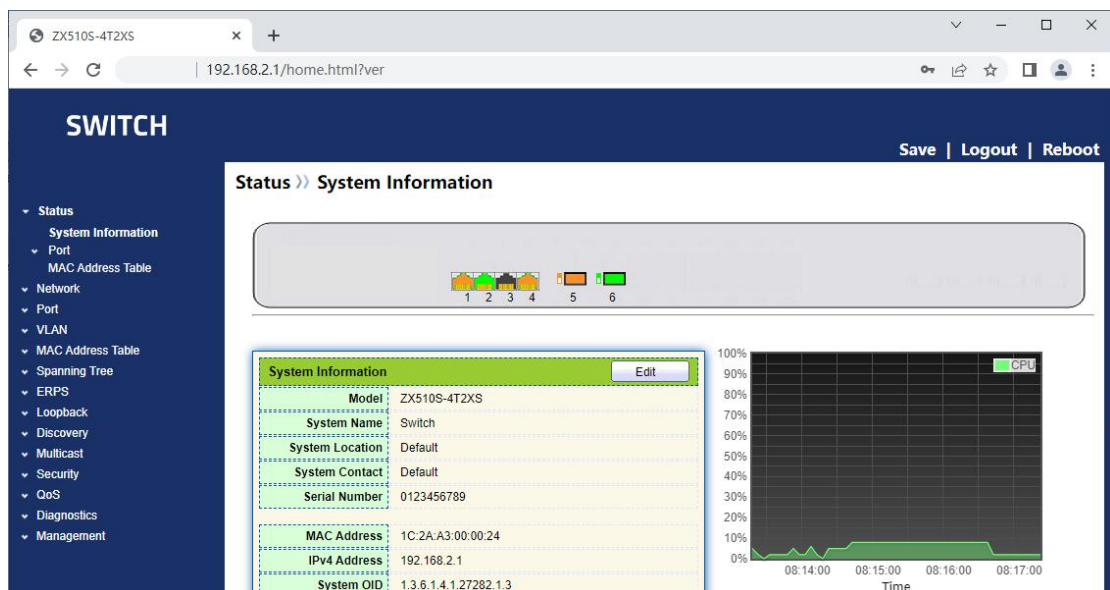 ZX510S-4T2XS
192.168.2.1/home.html?ver
SWITCH
Save | Logout | Reboot
Status » System Information
Status
System Information
Port
MAC Address Table
Network
Port
VLAN
MAC Address Table
Spanning Tree
ERPS
Loopback
Discovery
Multicast
Security
QoS
Diagnostics
Management
1 2 3 4 5 6
System Information Edit
Model ZX510S-4T2XS
System Name Switch
System Location Default
System Contact Default
Serial Number 0123456789
MAC Address 1C:2A:A3:00:00:24
IPv4 Address 192.168.2.1
System OID 1.3.6.1.4.1.27282.1.3
CPU
100%
90%
80%
70%
60%
50%
40%
30%
20%
10%
0%
08:14:00 08:15:00 08:16:00 08:17:00
Time